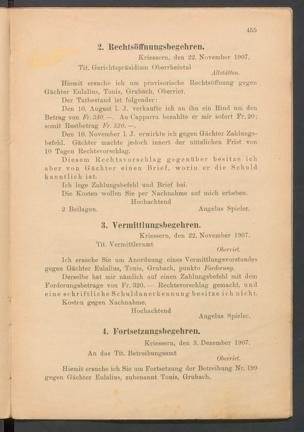 455
2. Rechtsöffnungsbegehren.
Kriessern, den 22. November 1907.
Tit. Gerichtspräsidium Oberrheintal
Altstätten.
Hiemit ersuche ich um provisorische Rechtsöffnung gegen
Gächter Eulalius, Tonis, Grubach, Oberriet.
Der Tatbestand ist folgender:
Den 10. August l. J. verkaufte ich an ihn ein Rind um den
Betrag von Fr. 340.—. An Capparra bezahlte er mir sofort Fr. 20;
somit Restbetrag Fr. 320.—.
Den 10. November l. J. erwirkte ich gegen Gächter Zahlungs-
befehl. Gächter machte jedoch innert der nützlichen Frist von
10 Tagen Rechtsvorschlag.
Diesem Rechtsvorschlag gegenüber besitze ich
aber von Gächter einen Brief, worin er die Schuld
kanntlich ist.
Ich lege Zahlungsbefehl und Brief bei.
Die Kosten wollen Sie per Nachnahme auf mich erheben.
Hochachtend
2 Beilagen. Angelus Spieler.
3. Vermittlungsbegehren.
Kriessern, den 22. November 1907.
Tit. Vermittleramt
Oberriet.
Ich ersuche Sie um Anordnung eines Vermittlungsvorstandes
gegen Gächter Eulalius, Tonis, Grubach, punkto Forderung.
Derselbe hat mir nämlich auf einen Zahlungsbefehl mit dem
Forderungsbetrage von Fr. 320.— Rechtsvorschlag gemacht, und
eine schriftliche Schuldanerkennung besitze ich nicht.
Kosten gegen Nachnahme.
Hochachtend
Angelus Spieler.
4. Fortsetzungsbegehren.
Kriessern, den 3. Dezember 1907.
An das Tit. Betreibungsamt
Oberriet.
Hiemit ersuche ich Sie um Fortsetzung der Betreibung Nr. 199
gegen Gächter Eulalius, zubenannt Tonis, Grubach.